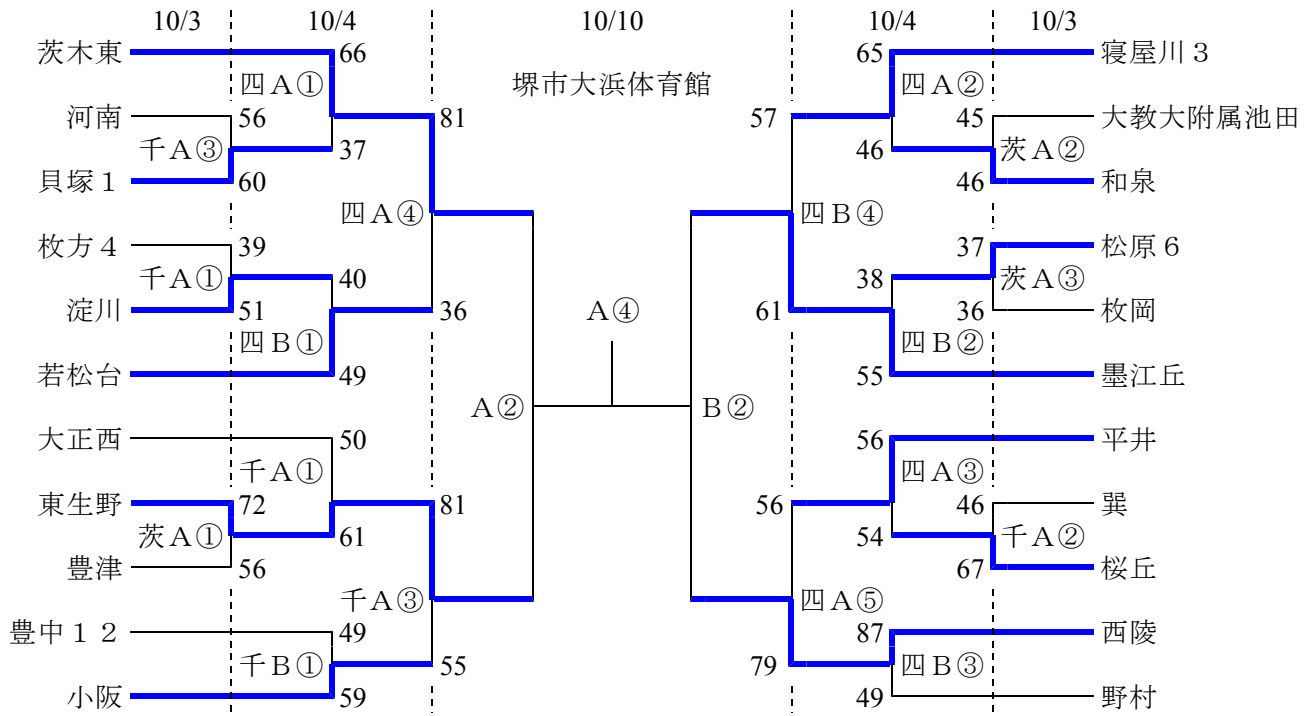 10/3 10/4 10/10 10/4 10/3
茨木東 66 65 寝屋川３
四Ａ① 堺市大浜体育館 四Ａ②
河南 56 81 57 45 大教大附属池田
千Ａ③ 37 46 茨Ａ②
貝塚１ 60 46 和泉
四Ａ④ 四Ｂ④
枚方４ 39 37 松原６
千Ａ① 40 38 茨Ａ③
淀川 51 36 Ａ④ 61 36 枚岡
四Ｂ① 四Ｂ②
若松台 49 55 墨江丘
Ａ② Ｂ②
大正西 50 56 平井
千Ａ① 四Ａ③
東生野 72 81 56 46 巽
茨Ａ① 61 54 千Ａ②
豊津 56 67 桜丘
千Ａ③ 四Ａ⑤
豊中１２ 49 87 西陵
千Ｂ① 55 79 四Ｂ③
小阪 59 49 野村